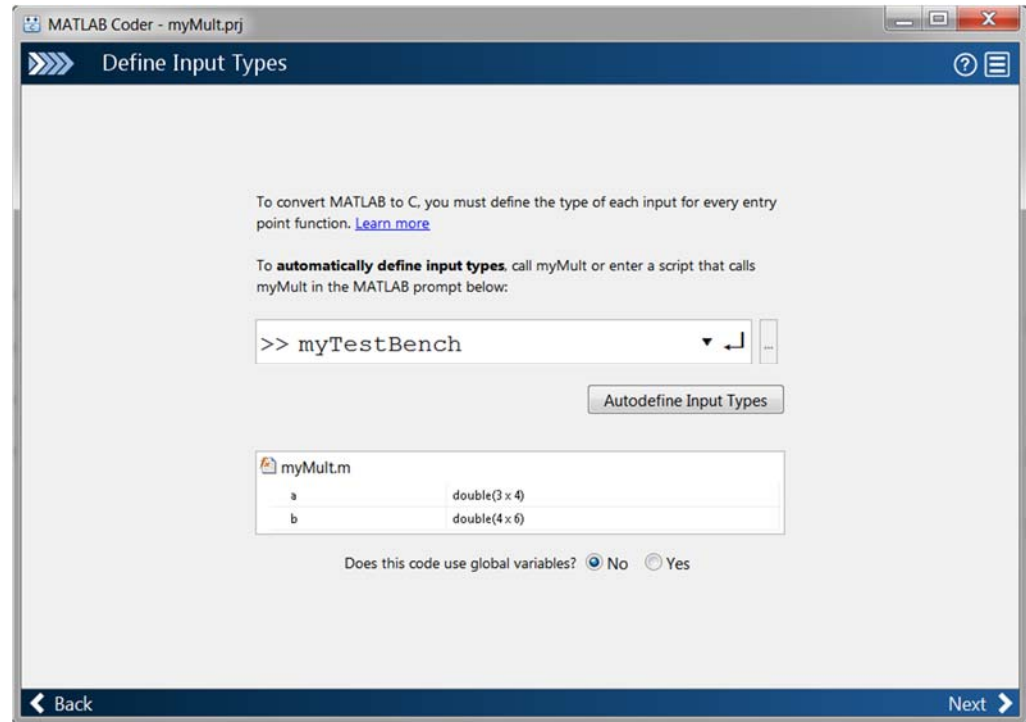 MATLAB Coder - myMult.prj
Define Input Types
To convert MATLAB to C, you must define the type of each input for every entry
point function. Learn more
To automatically define input types, call myMult or enter a script that calls
myMult in the MATLAB prompt below:
>> myTestBench
...
Autodefine Input Types
myMult.m
a double(3 x 4)
b double(4 x 6)
Does this code use global variables? No Yes
Back Next